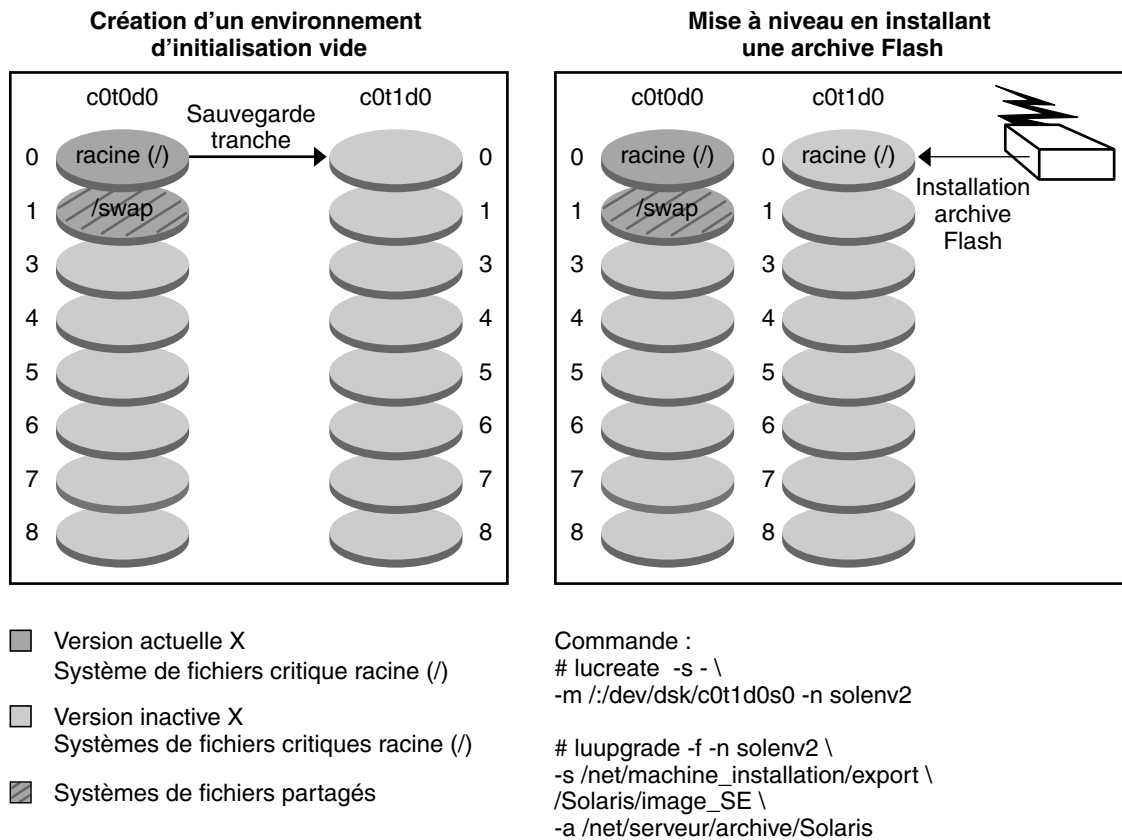 Création d'un environnement
d'initialisation vide
c0t0d0
c0t1d0
Sauvegarde
tranche
0
racine (/)
0
1
/swap
1
3
3
4
4
5
5
6
6
7
7
8
8
Mise à niveau en installant
une archive Flash
c0t0d0
c0t1d0
0
racine (/)
0
racine (/)
Installation
archive
Flash
1
/swap
1
3
3
4
4
5
5
6
6
7
7
8
8
Version actuelle X
Système de fichiers critique racine (/)
Version inactive X
Systèmes de fichiers critiques racine (/)
Systèmes de fichiers partagés
Commande :
# lucreate -s - \
-m /:/dev/dsk/c0t1d0s0 -n solenv2
# luupgrade -f -n solenv2 \
-s /net/machine_installation/export \
/Solaris/image_SE \
-a /net/serveur/archive/Solaris